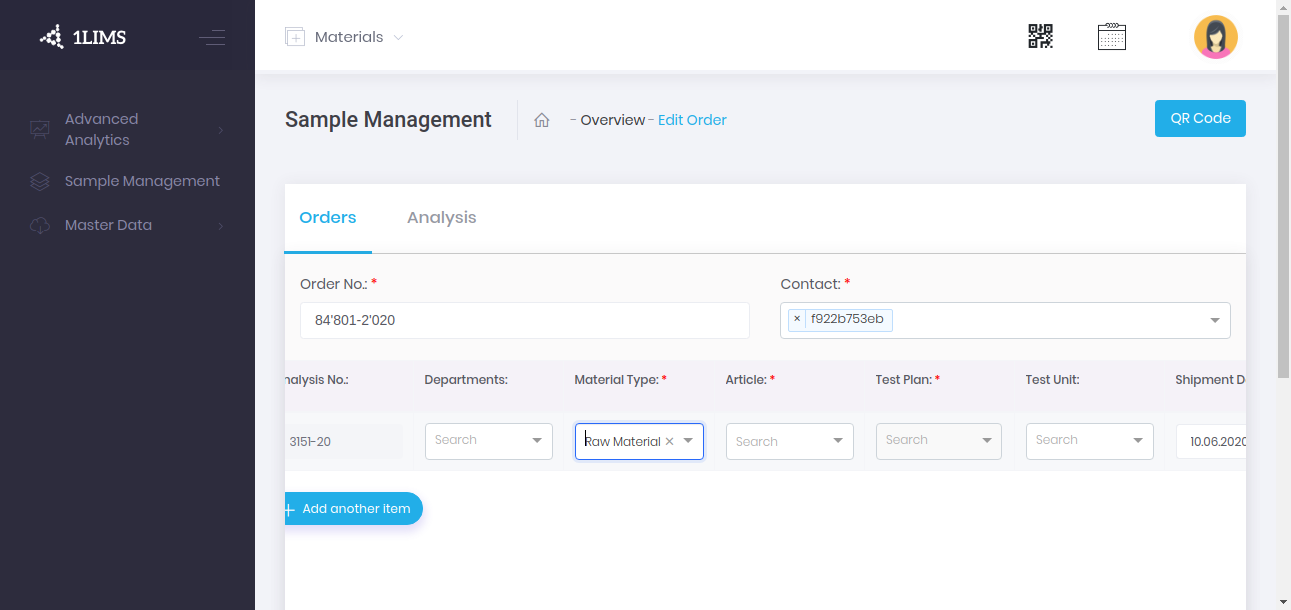 1LIMS
Materials
Advanced
Analytics
Sample Management
Master Data
Sample Management
- Overview - Edit Order
QR Code
Orders
Analysis
Order No.: *
Contact: *
84'801-2'020
× f922b753eb
nalysis No.:
Departments:
Material Type: *
Article: *
Test Plan: *
Test Unit:
Shipment D
3151-20
Search
Raw Material ×
Search
Search
Search
10.06.2020
+ Add another item